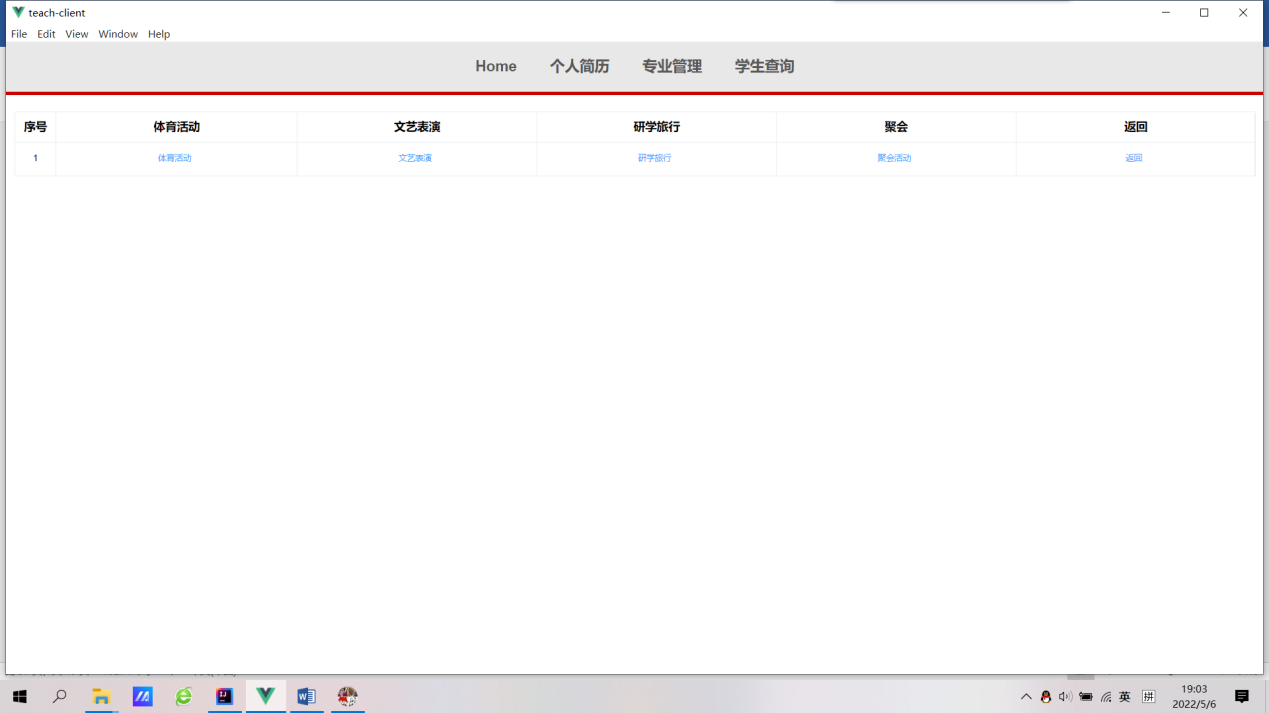 teach-client
File Edit View Window Help
Home 个人简历 专业管理 学生查询
序号 体育活动 文艺表演 研学旅行 聚会 返回
1 体育活动 文艺表演 研学旅行 聚会活动 返回
英 拼 19:03
2022/5/6